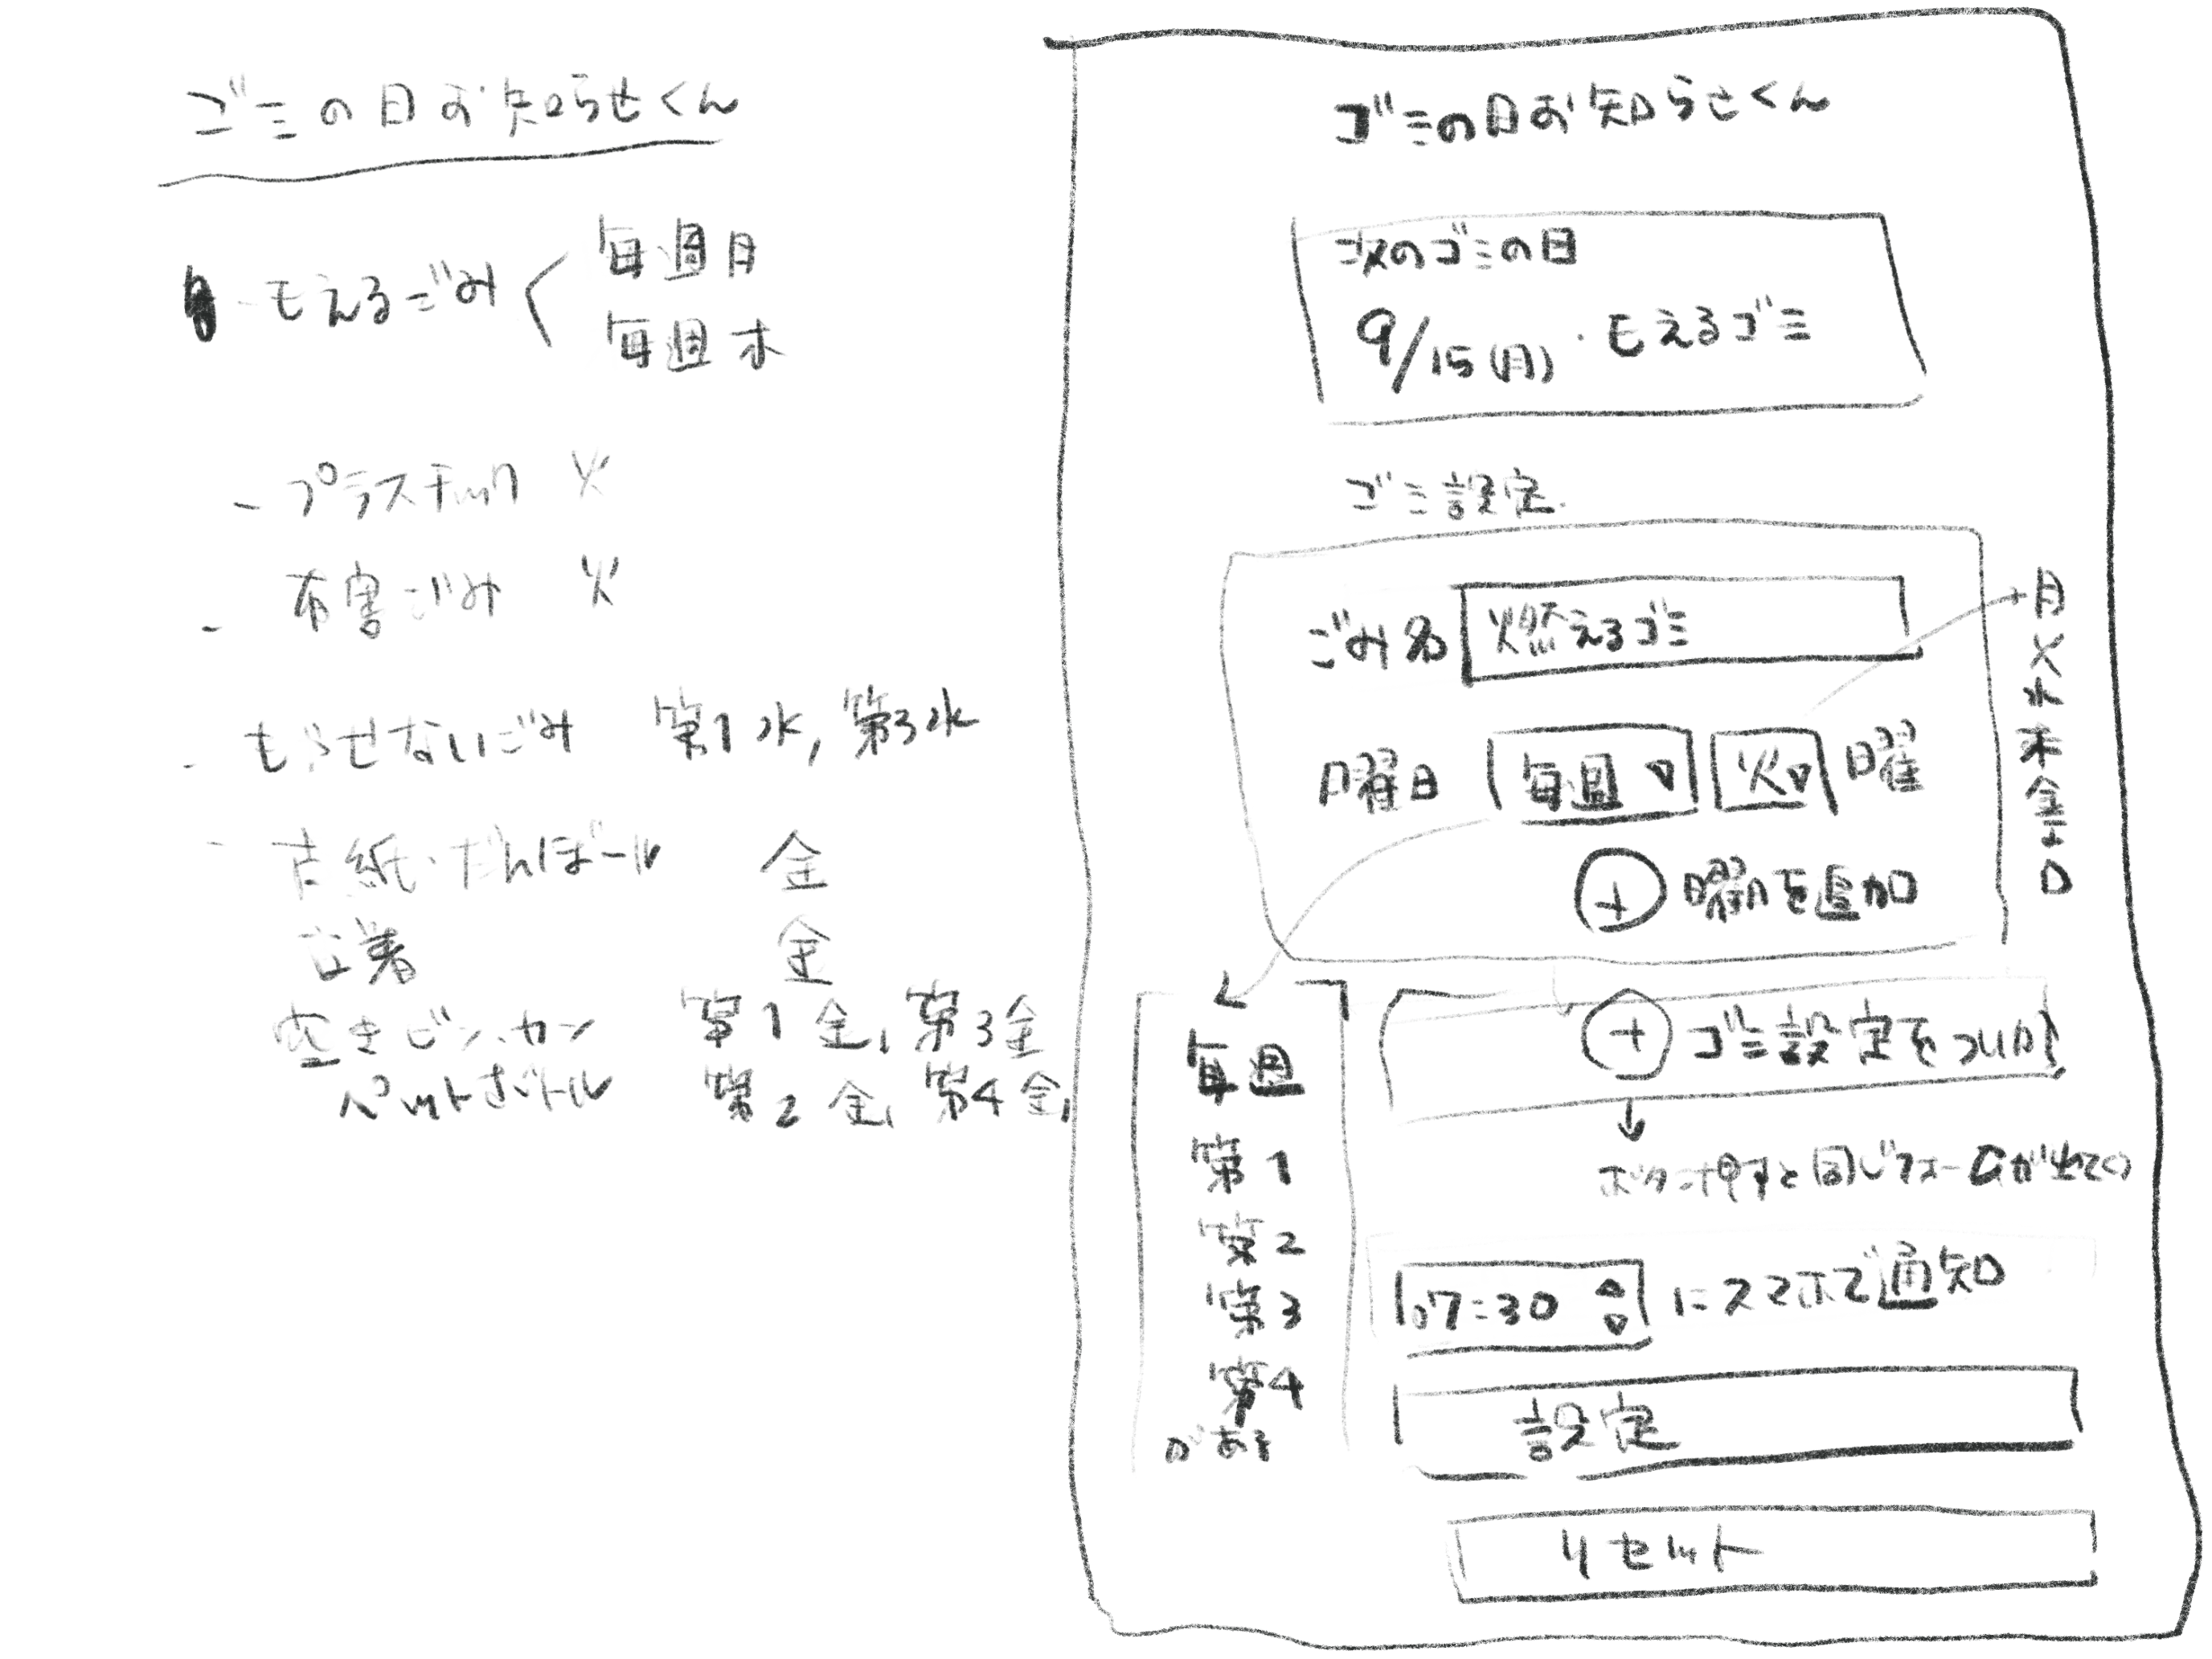 ゴミの日お知らせくん
・もえるごみ
毎週月
毎週木
- プラスチック 火
- 有害ごみ 火
- もやせないごみ 第1水, 第3水
- 古紙・だんぼール 金
古着 金
空きビン、カン 第1金, 第3金
ペットボトル 第2金, 第4金,
ゴミの日お知らせくん
次のゴミの日
9/15(月)・もえるゴミ
ゴミ設定
ごみ名 燃えるゴミ
曜日 毎週 ▽ 火▽ 曜
+ 曜日を追加
月
火
水
木
金
土
日
毎週
第1
第2
第3
第4
がある
+ ゴミ設定をついか
↓
ボタン押すと同じフォームが出てくる
07:30 にスマホで通知
設定
リセット